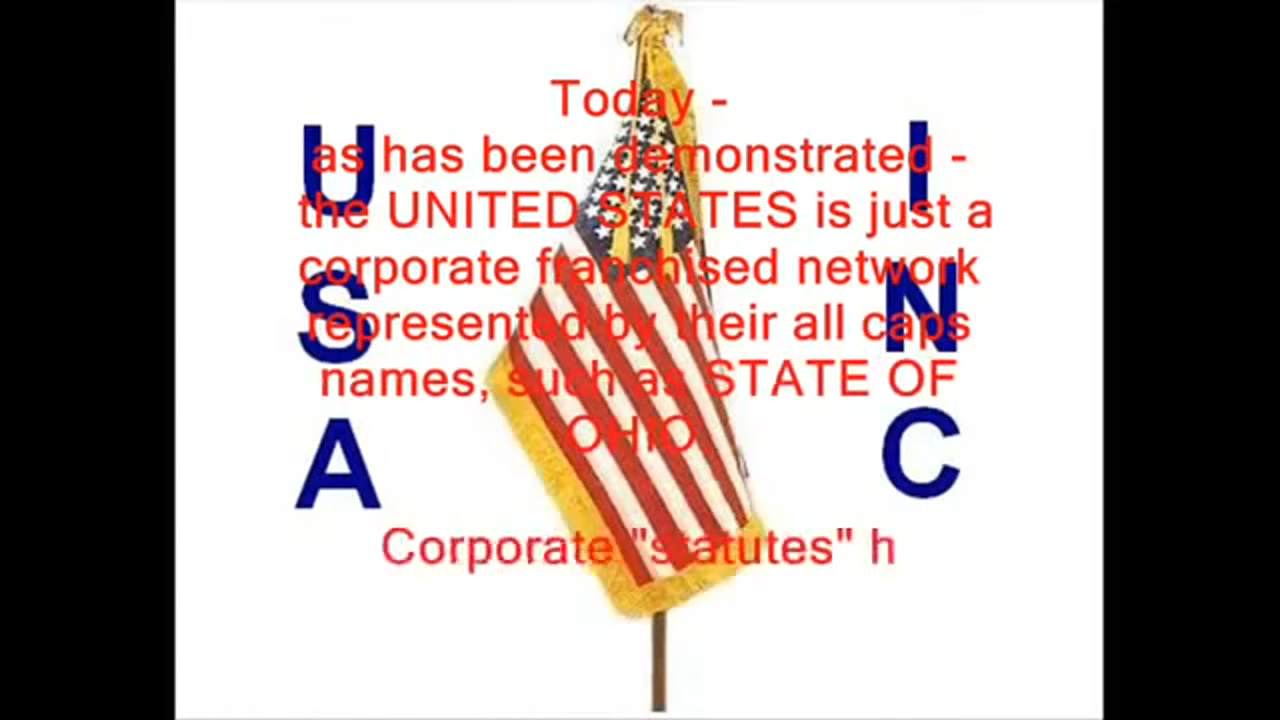 Today -
as has been demonstrated -
the UNITED STATES is just a
corporate franchised network
represented by their all caps
names, such as STATE OF
OHIO
Corporate "statutes" h
U
S
A
I
N
C